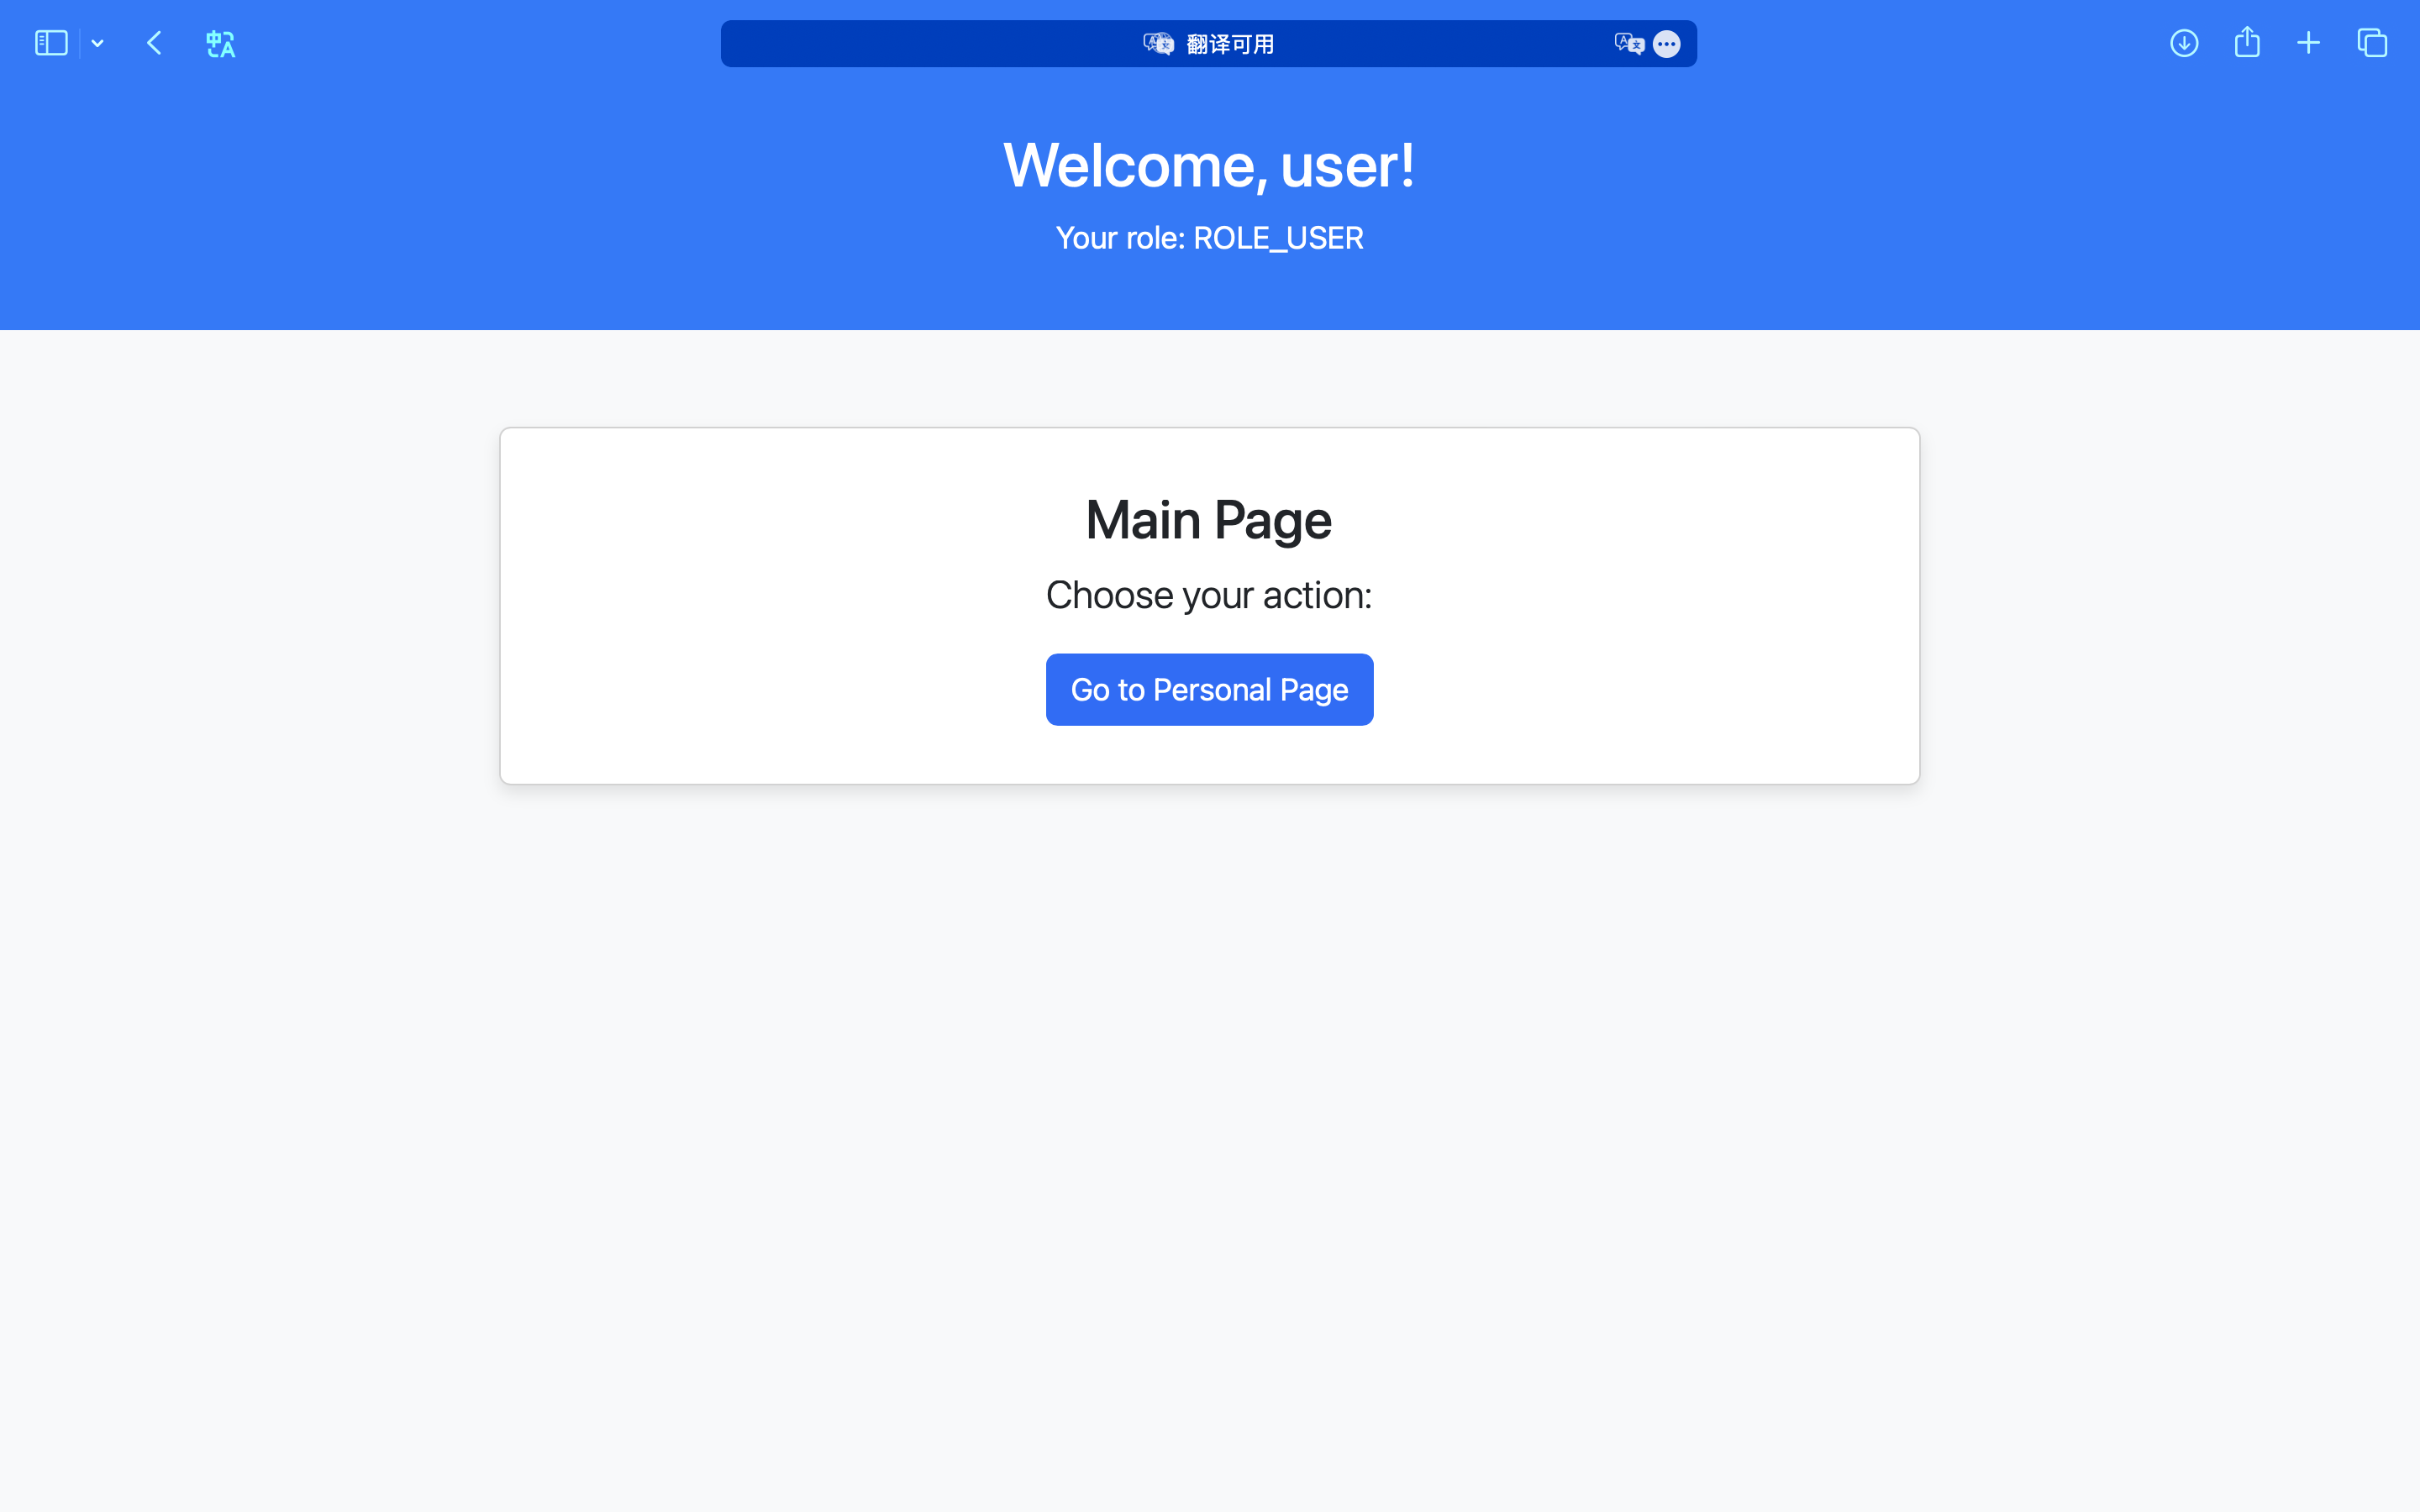 翻译可用
Welcome, user!
Your role: ROLE_USER
Main Page
Choose your action:
Go to Personal Page